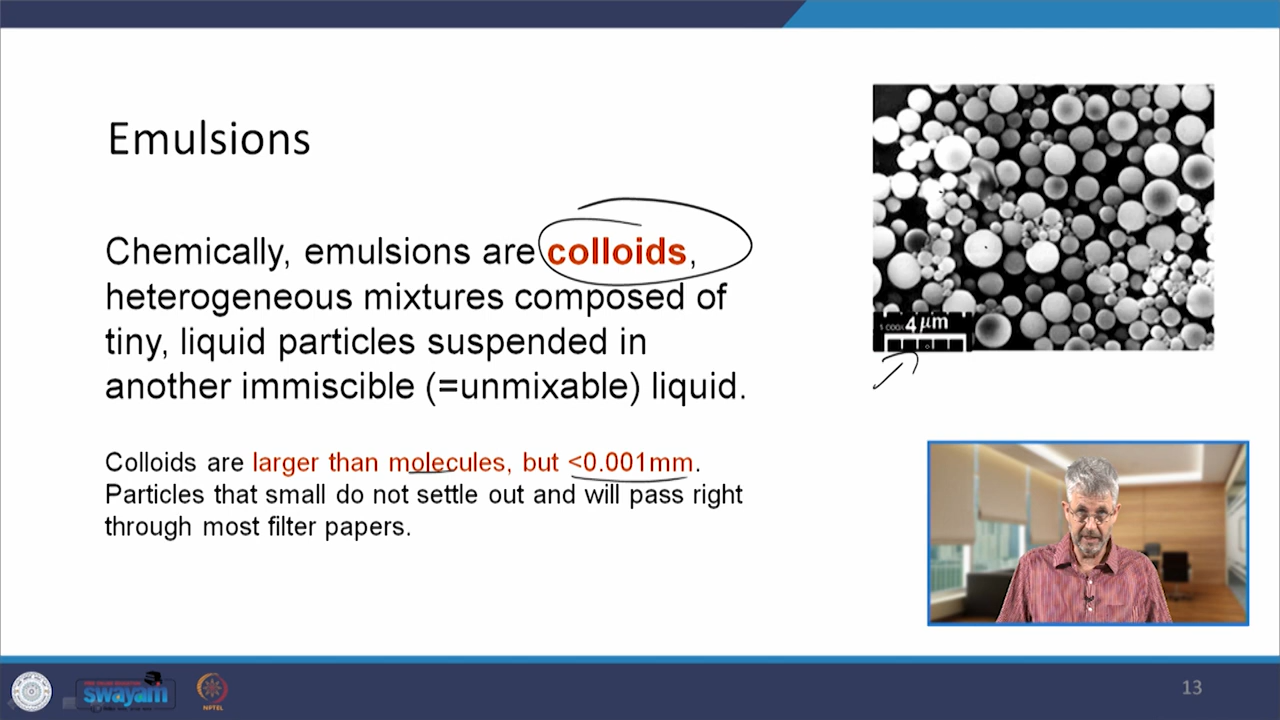 Emulsions
Chemically, emulsions are colloids,
heterogeneous mixtures composed of
tiny, liquid particles suspended in
another immiscible (=unmixable) liquid.
Colloids are larger than molecules, but <0.001mm.
Particles that small do not settle out and will pass right
through most filter papers.
4 μm
swayam
NPTEL
13